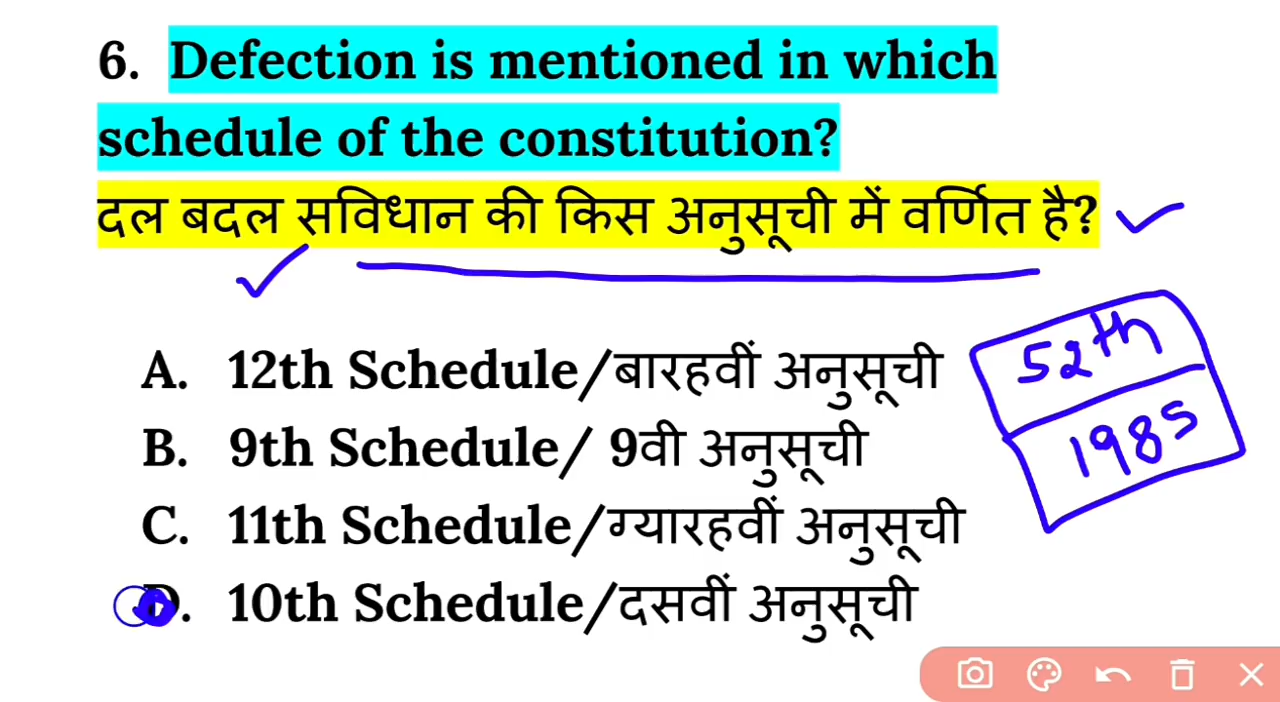 6. Defection is mentioned in which
schedule of the constitution?
दल बदल सविधान की किस अनुसूची में वर्णित है?
A. 12th Schedule/बारहवीं अनुसूची
52th
B. 9th Schedule/ 9वी अनुसूची
1985
C. 11th Schedule/ग्यारहवीं अनुसूची
D. 10th Schedule/दसवीं अनुसूची